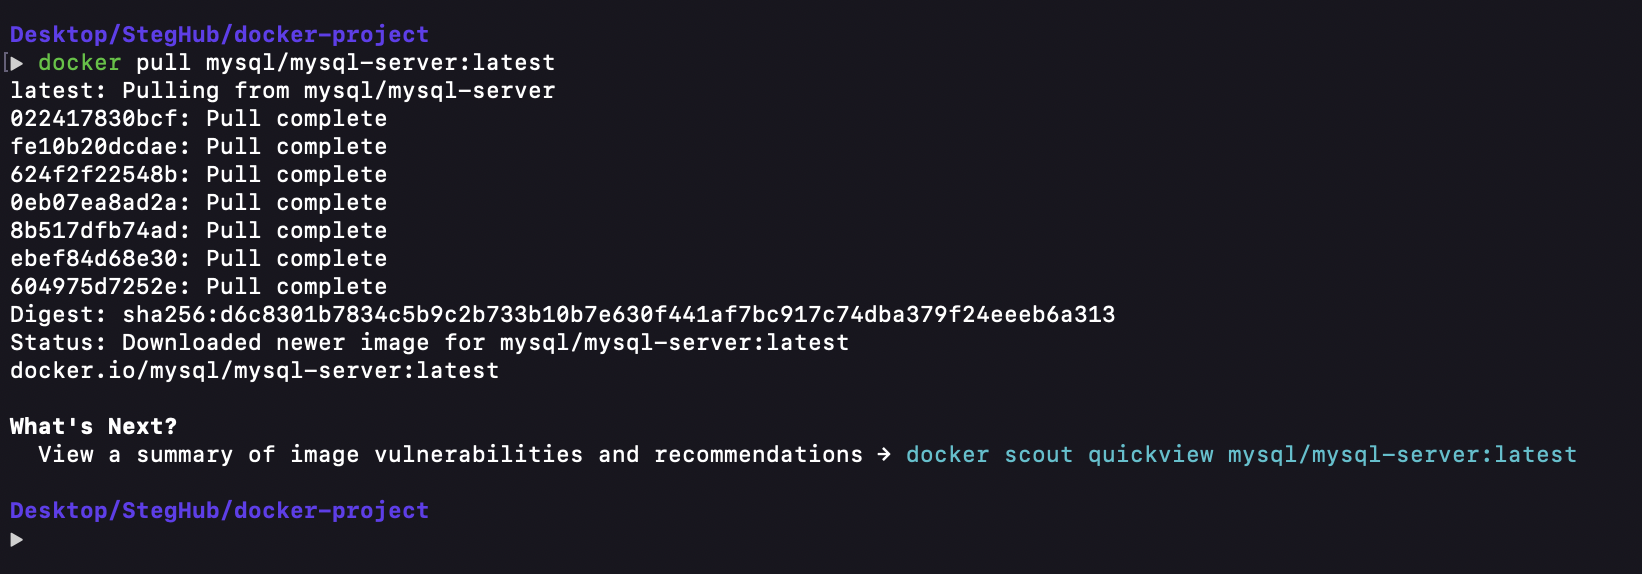 Desktop/StegHub/docker-project
▶ docker pull mysql/mysql-server:latest
latest: Pulling from mysql/mysql-server
022417830bcf: Pull complete
fe10b20dcdae: Pull complete
624f2f22548b: Pull complete
0eb07ea8ad2a: Pull complete
8b517dfb74ad: Pull complete
ebef84d68e30: Pull complete
604975d7252e: Pull complete
Digest: sha256:d6c8301b7834c5b9c2b733b10b7e630f441af7bc917c74dba379f24eeeb6a313
Status: Downloaded newer image for mysql/mysql-server:latest
docker.io/mysql/mysql-server:latest
What's Next?
View a summary of image vulnerabilities and recommendations → docker scout quickview mysql/mysql-server:latest
Desktop/StegHub/docker-project
▶